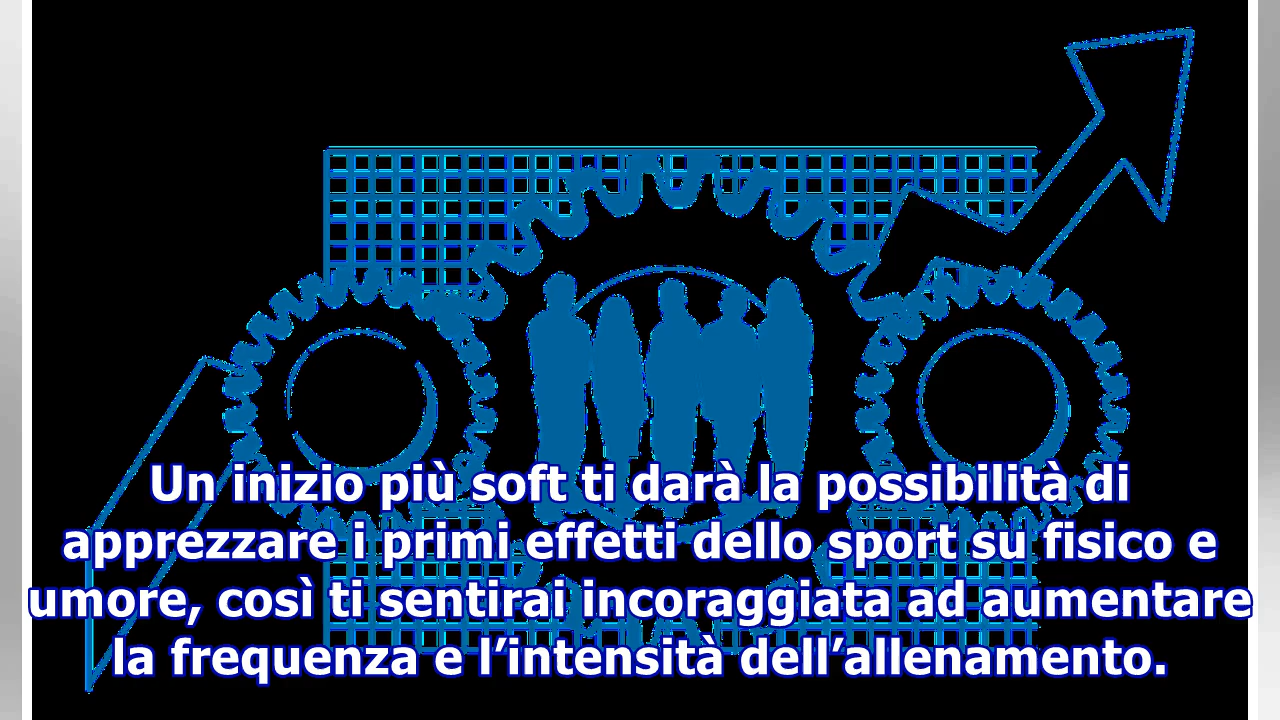 Un inizio più soft ti darà la possibilità di
apprezzare i primi effetti dello sport su fisico e
umore, così ti sentirai incoraggiata ad aumentare
la frequenza e l’intensità dell’allenamento.